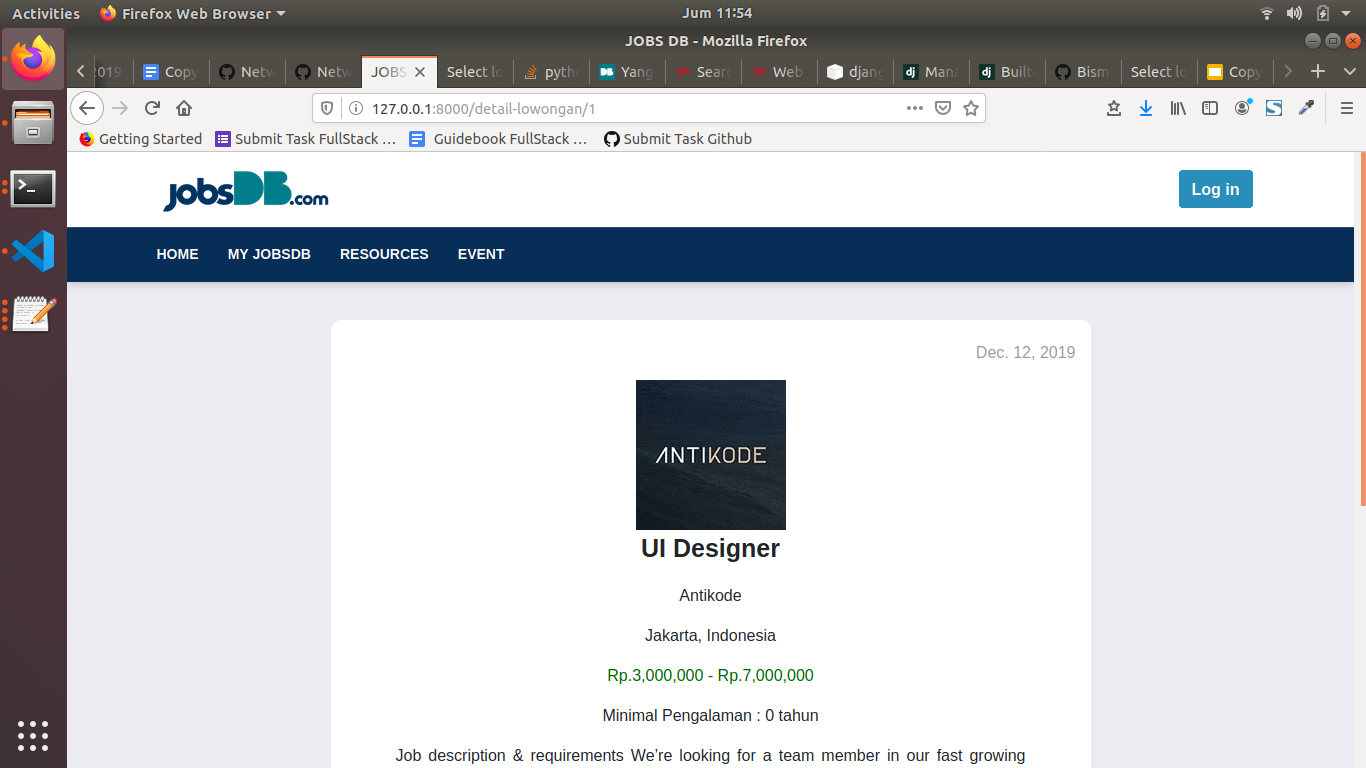 Activities Firefox Web Browser Jum 11:54
JOBS DB - Mozilla Firefox
2019 Copy Netw Netw JOBS Select lo pyth Yang Sear Web djang Mana Built- Bism Select lo Copy
127.0.0.1:8000/detail-lowongan/1
Getting Started Submit Task FullStack … Guidebook FullStack … Submit Task Github
jobsDB.com Log in
HOME MY JOBSDB RESOURCES EVENT
Dec. 12, 2019
ANTIKODE
UI Designer
Antikode
Jakarta, Indonesia
Rp.3,000,000 - Rp.7,000,000
Minimal Pengalaman : 0 tahun
Job description & requirements We're looking for a team member in our fast growing